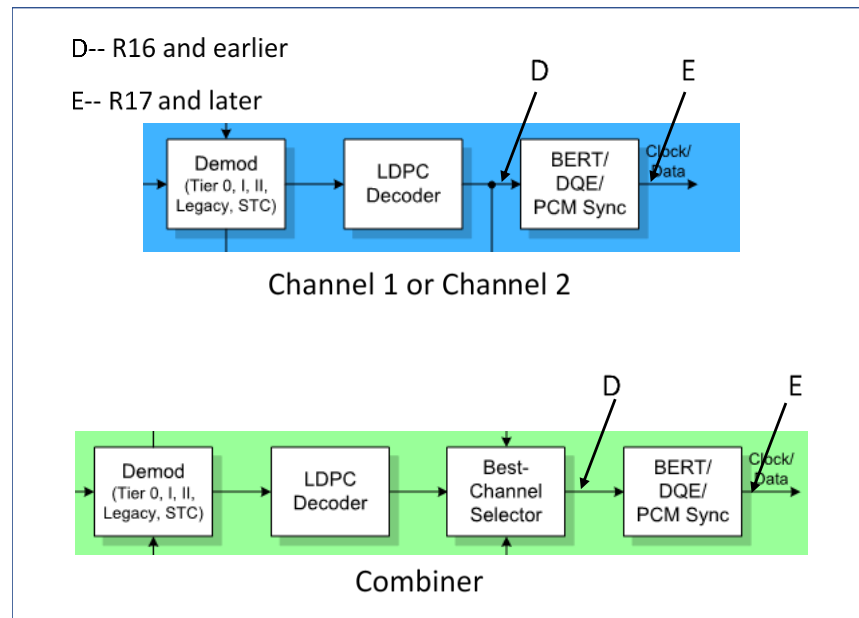 D-- R16 and earlier
E-- R17 and later
D
E
Demod
(Tier 0, I, II,
Legacy, STC)
LDPC
Decoder
BERT/
DQE/
PCM Sync
Clock/
Data
Channel 1 or Channel 2
D
E
Demod
(Tier 0, I, II,
Legacy, STC)
LDPC
Decoder
Best-
Channel
Selector
BERT/
DQE/
PCM Sync
Clock/
Data
Combiner